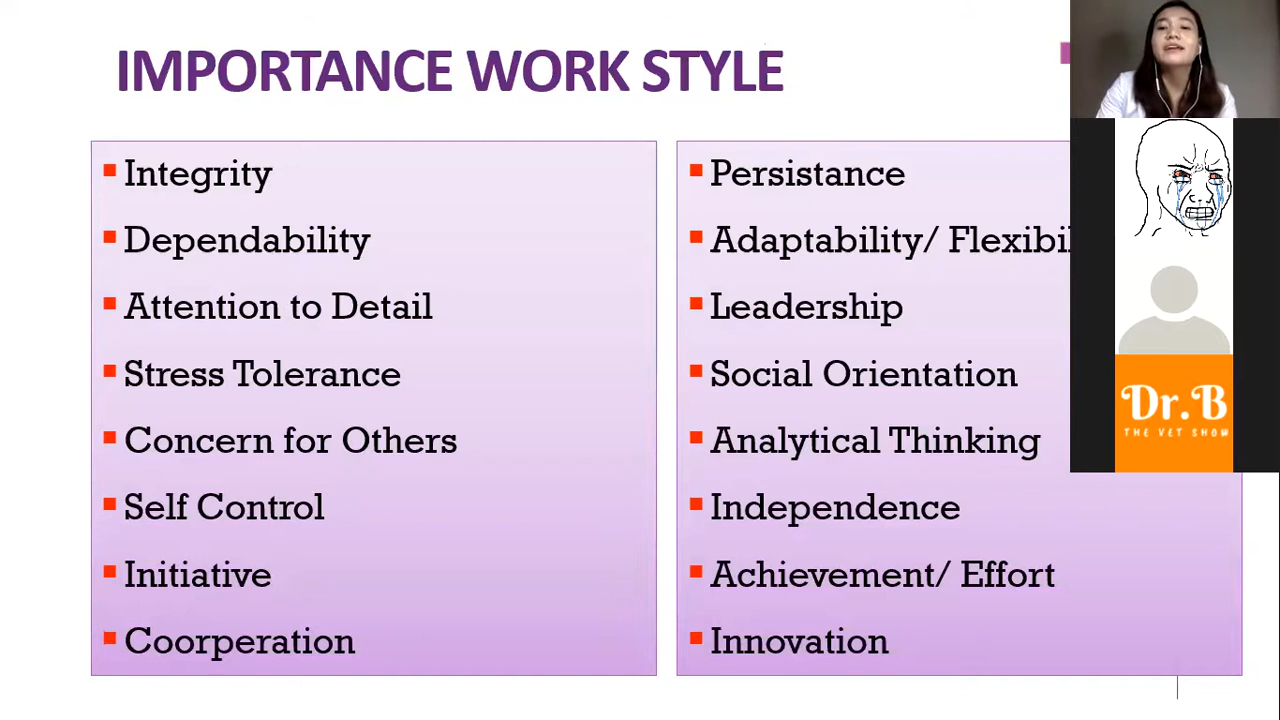 IMPORTANCE WORK STYLE
Integrity
Dependability
Attention to Detail
Stress Tolerance
Concern for Others
Self Control
Initiative
Coorperation
Persistance
Adaptability/ Flexibil
Leadership
Social Orientation
Analytical Thinking
Independence
Achievement/ Effort
Innovation
Dr.B
THE VET SHOW